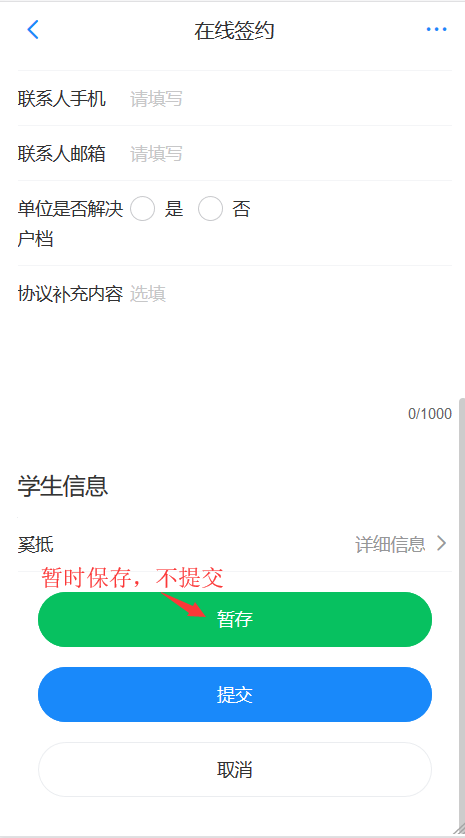 在线签约
联系人手机 请填写
联系人邮箱 请填写
单位是否解决 是 否
户档
协议补充内容 选填
0/1000
学生信息
奚抵 详细信息
暂时保存，不提交
暂存
提交
取消